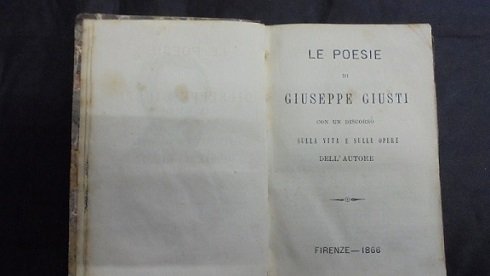 LE POESIE
DI
GIUSEPPE GIUSTI
CON UN DISCORSO
SULLA VITA E SULLE OPERE
DELL'AUTORE
FIRENZE—1866